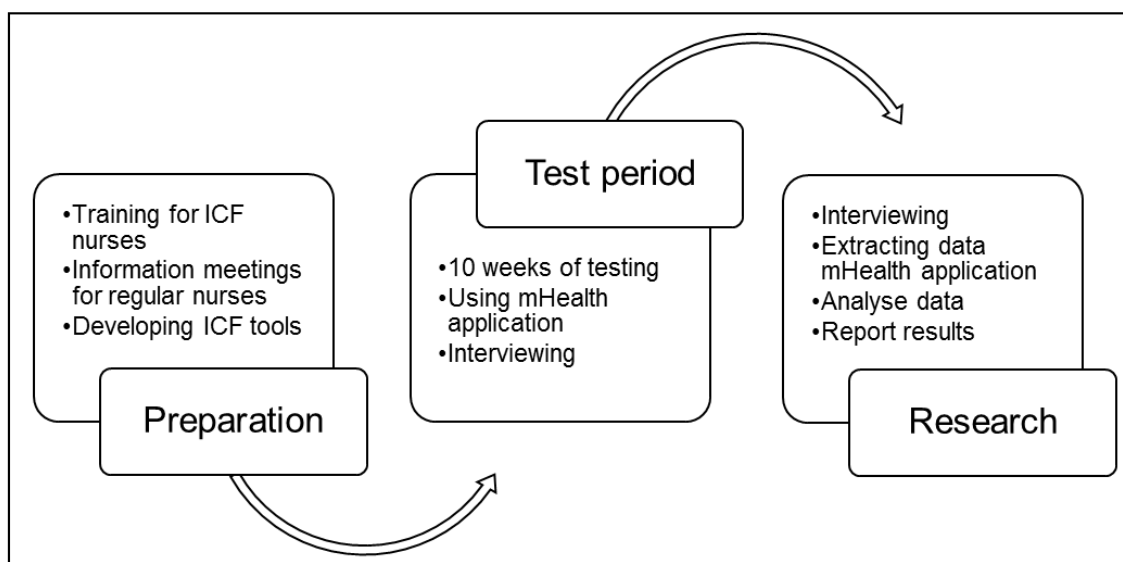 •Training for ICF
nurses
•Information meetings
for regular nurses
•Developing ICF tools
Preparation
Test period
•10 weeks of testing
•Using mHealth
application
•Interviewing
•Interviewing
•Extracting data
mHealth application
•Analyse data
•Report results
Research